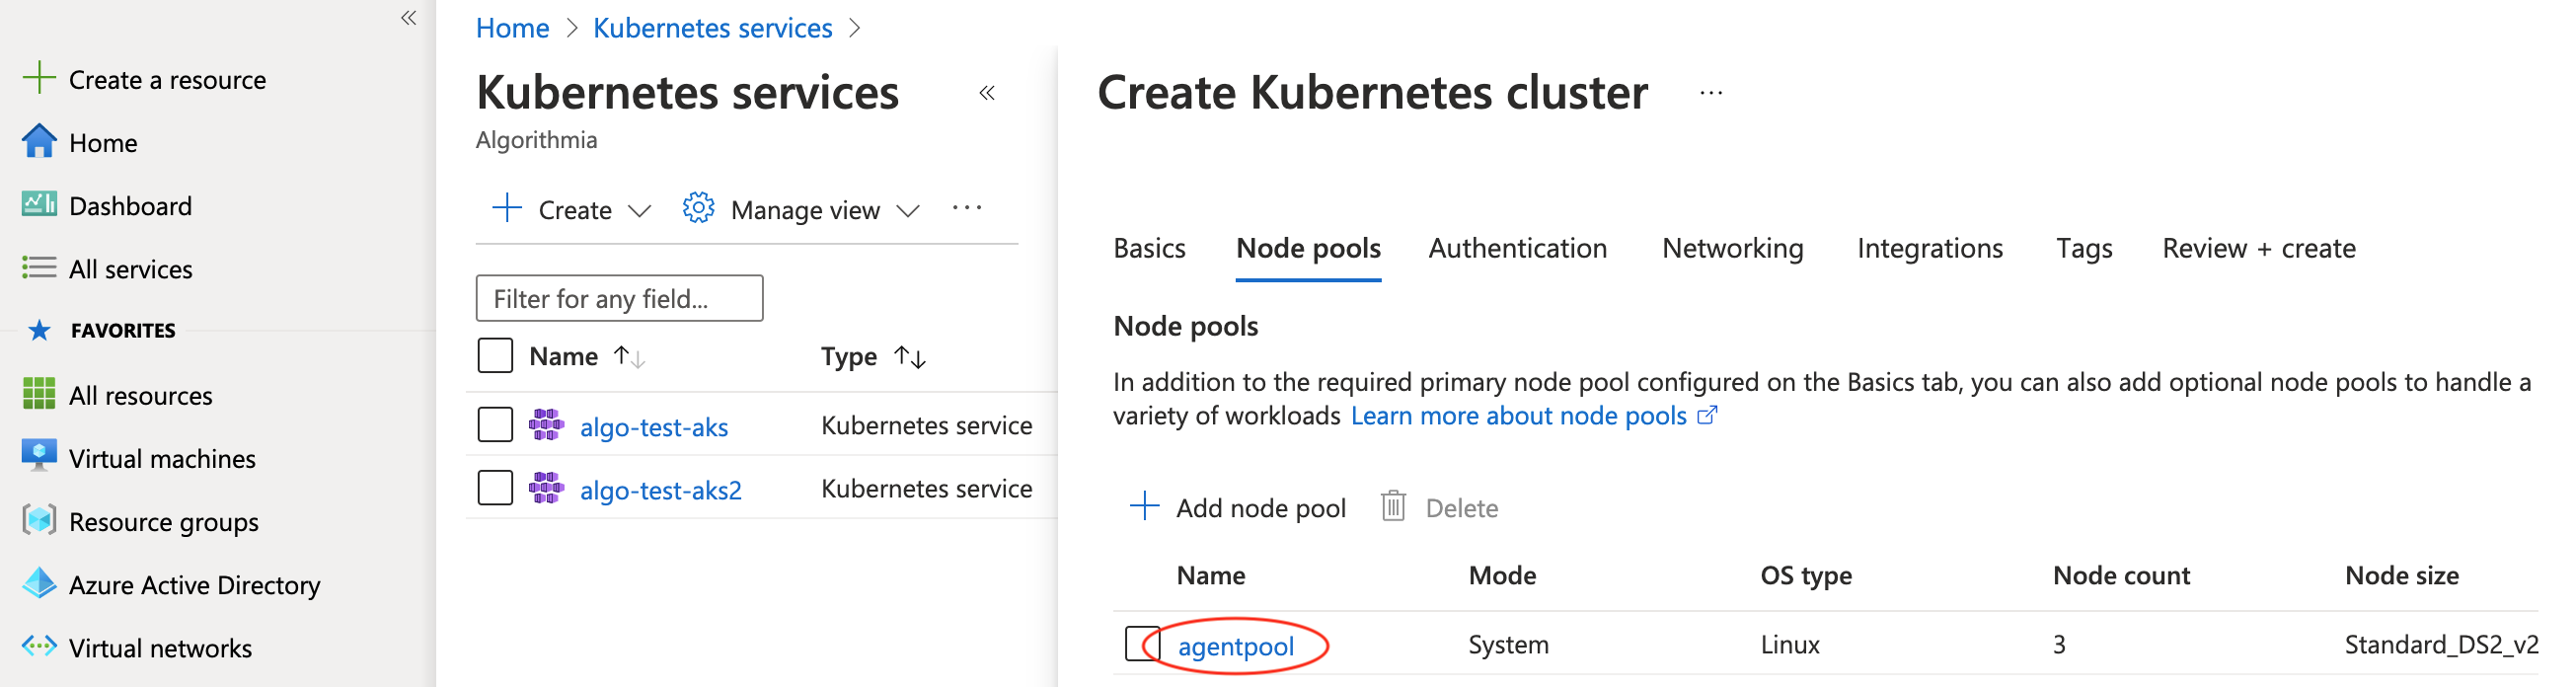 Create a resource
Home
Dashboard
All services
FAVORITES
All resources
Virtual machines
Resource groups
Azure Active Directory
Virtual networks
Home > Kubernetes services >
Kubernetes services
Algorithmia
Create Manage view ...
Filter for any field...
Name Type
algo-test-aks Kubernetes service
algo-test-aks2 Kubernetes service
Create Kubernetes cluster ...
Basics Node pools Authentication Networking Integrations Tags Review + create
Node pools
In addition to the required primary node pool configured on the Basics tab, you can also add optional node pools to handle a
variety of workloads Learn more about node pools
Add node pool Delete
Name Mode OS type Node count Node size
agentpool System Linux 3 Standard_DS2_v2